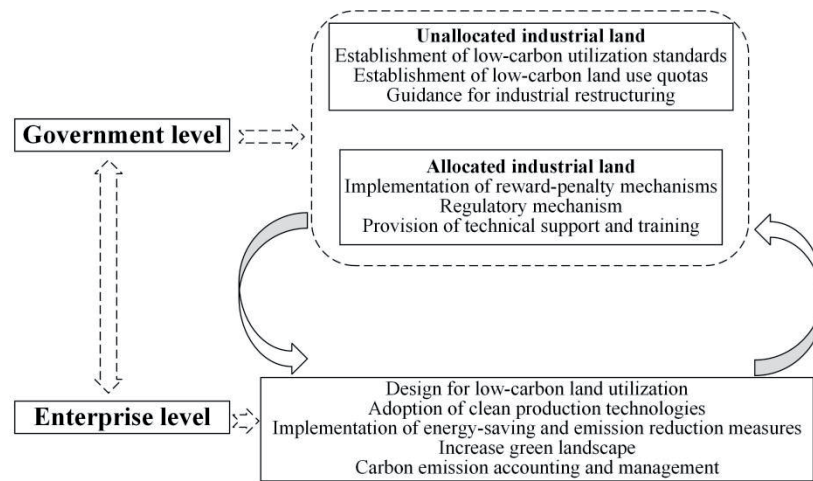 Unallocated industrial land
Establishment of low-carbon utilization standards
Establishment of low-carbon land use quotas
Guidance for industrial restructuring
Government level
Allocated industrial land
Implementation of reward-penalty mechanisms
Regulatory mechanism
Provision of technical support and training
Enterprise level
Design for low-carbon land utilization
Adoption of clean production technologies
Implementation of energy-saving and emission reduction measures
Increase green landscape
Carbon emission accounting and management